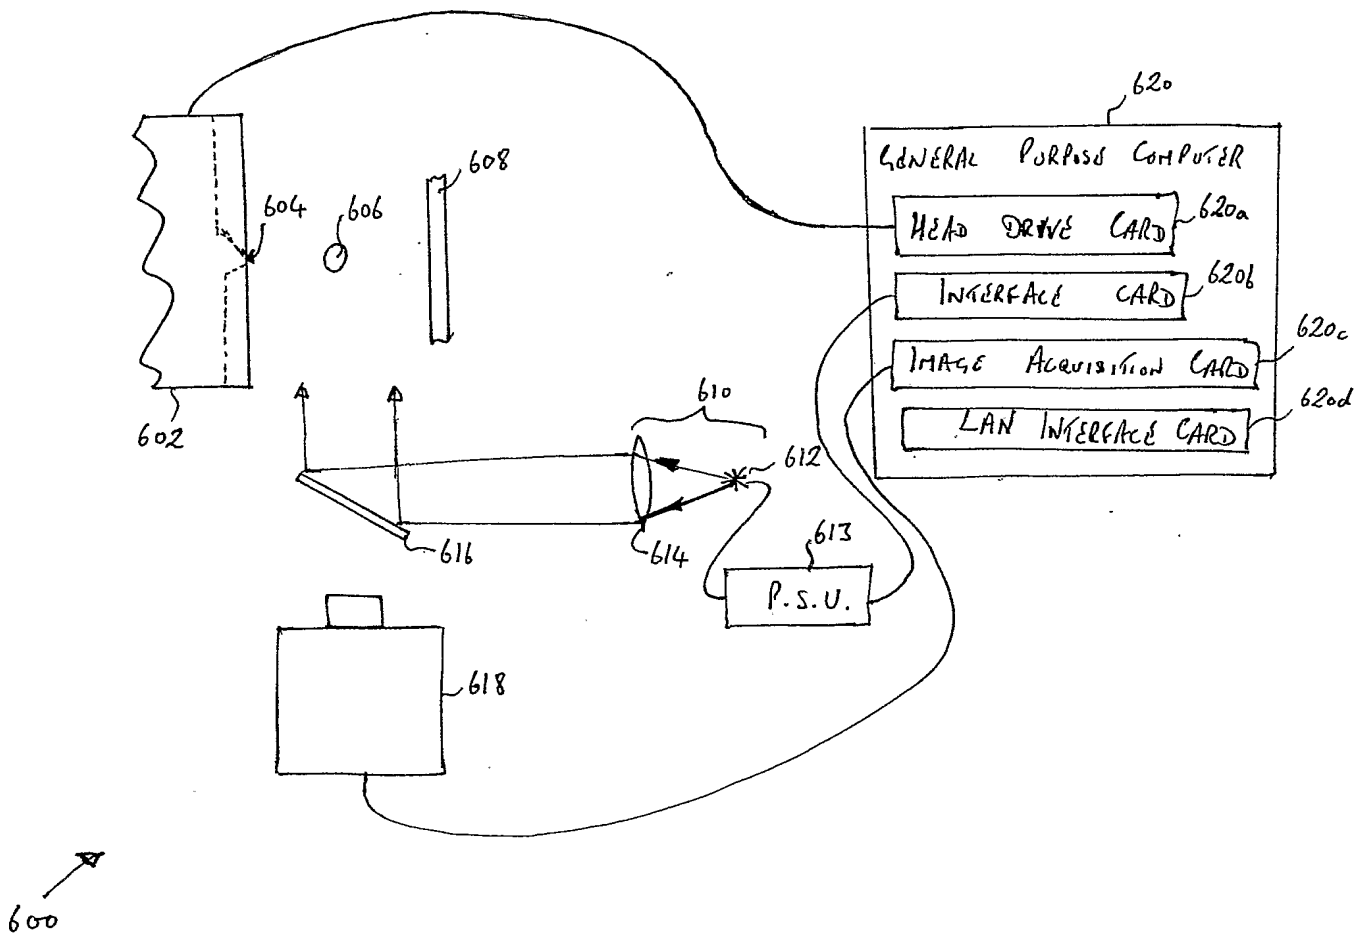 620
GENERAL PURPOSE COMPUTER
608
604
606
620a
HEAD DRIVE CARD
620b
INTERFACE CARD
620c
IMAGE ACQUISITION CARD
620d
LAN INTERFACE CARD
610
602
612
616
614
613
P.S.U.
618
600